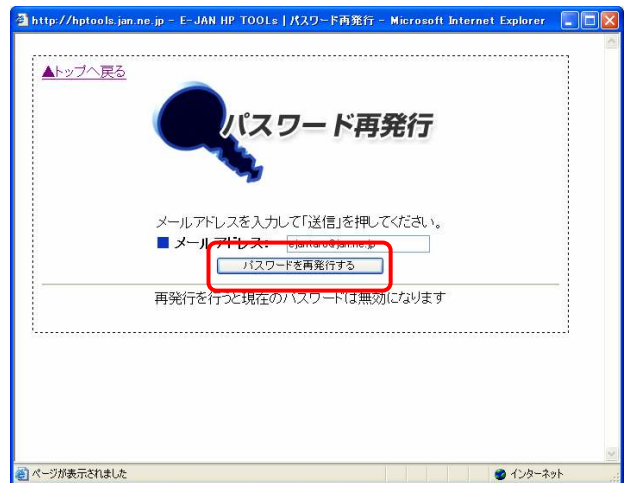 http://hptools.jan.ne.jp - E-JAN HP TOOLs | パスワード再発行 - Microsoft Internet Explorer
▲トップへ戻る
パスワード再発行
メールアドレスを入力して「送信」を押してください。
■ メールアドレス： ejantaro@jan.ne.jp
パスワードを再発行する
再発行を行うと現在のパスワードは無効になります
ページが表示されました
インターネット